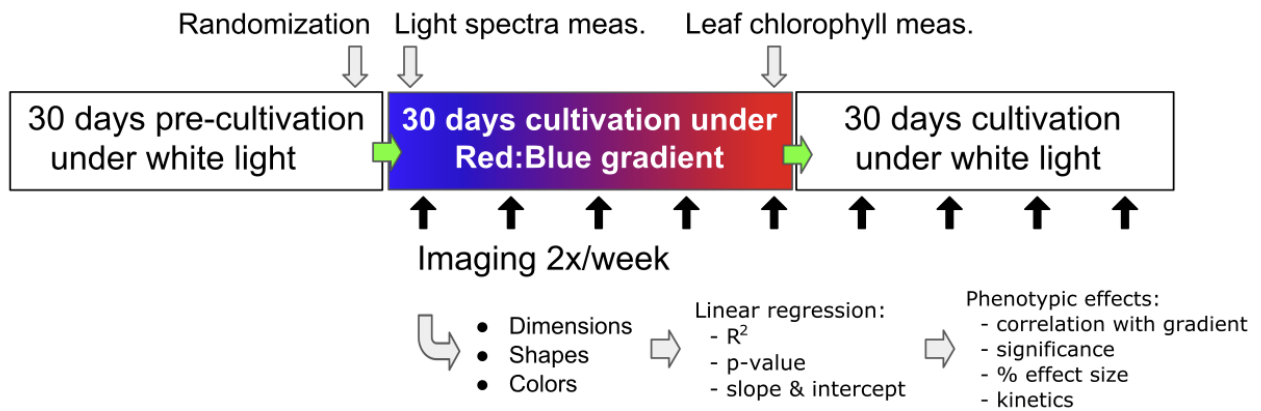 Randomization
Light spectra meas.
Leaf chlorophyll meas.
30 days pre-cultivation
under white light
30 days cultivation under
Red:Blue gradient
30 days cultivation
under white light
Imaging 2x/week
● Dimensions
● Shapes
● Colors
Linear regression:
- R²
- p-value
- slope & intercept
Phenotypic effects:
- correlation with gradient
- significance
- % effect size
- kinetics